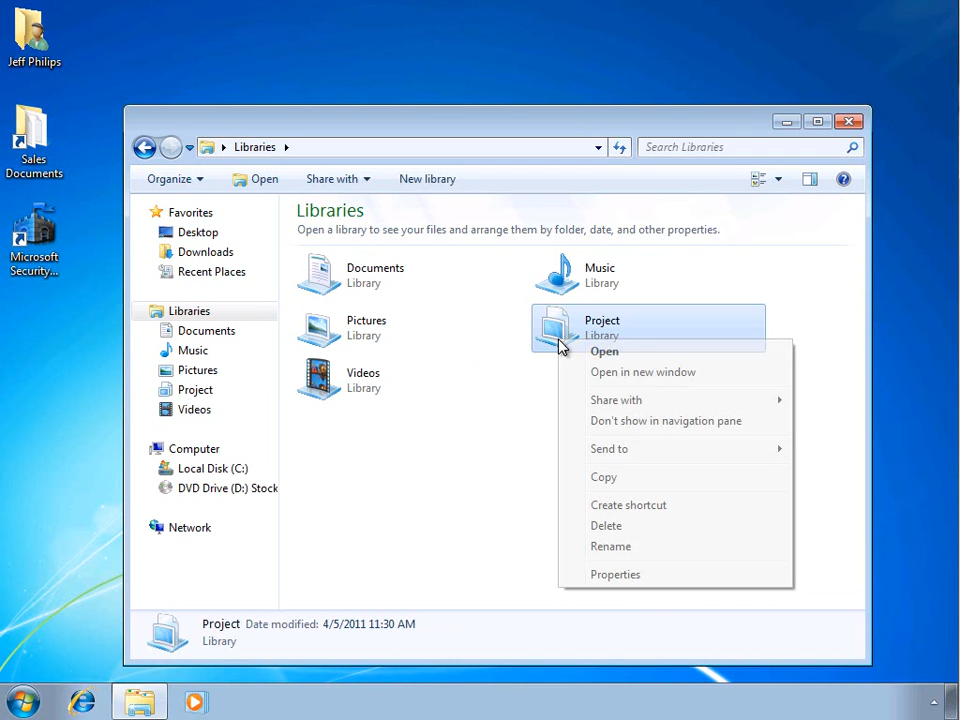 Jeff Philips
Sales
Documents
Microsoft
Security...
Libraries
Search Libraries
Organize
Open
Share with
New library
Favorites
Desktop
Downloads
Recent Places
Libraries
Documents
Music
Pictures
Project
Videos
Computer
Local Disk (C:)
DVD Drive (D:) Stock
Network
Libraries
Open a library to see your files and arrange them by folder, date, and other properties.
Documents
Library
Music
Library
Pictures
Library
Project
Library
Videos
Library
Open
Open in new window
Share with
Don't show in navigation pane
Send to
Copy
Create shortcut
Delete
Rename
Properties
Project Date modified: 4/5/2011 11:30 AM
Library